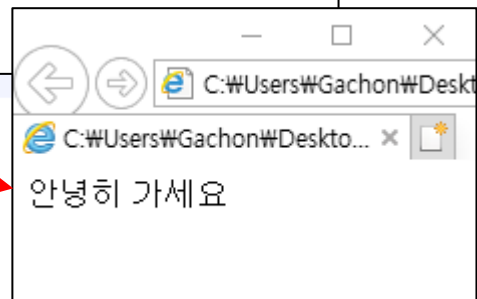 C:₩Users₩Gachon₩Deskt
C:₩Users₩Gachon₩Deskto...
안녕히 가세요